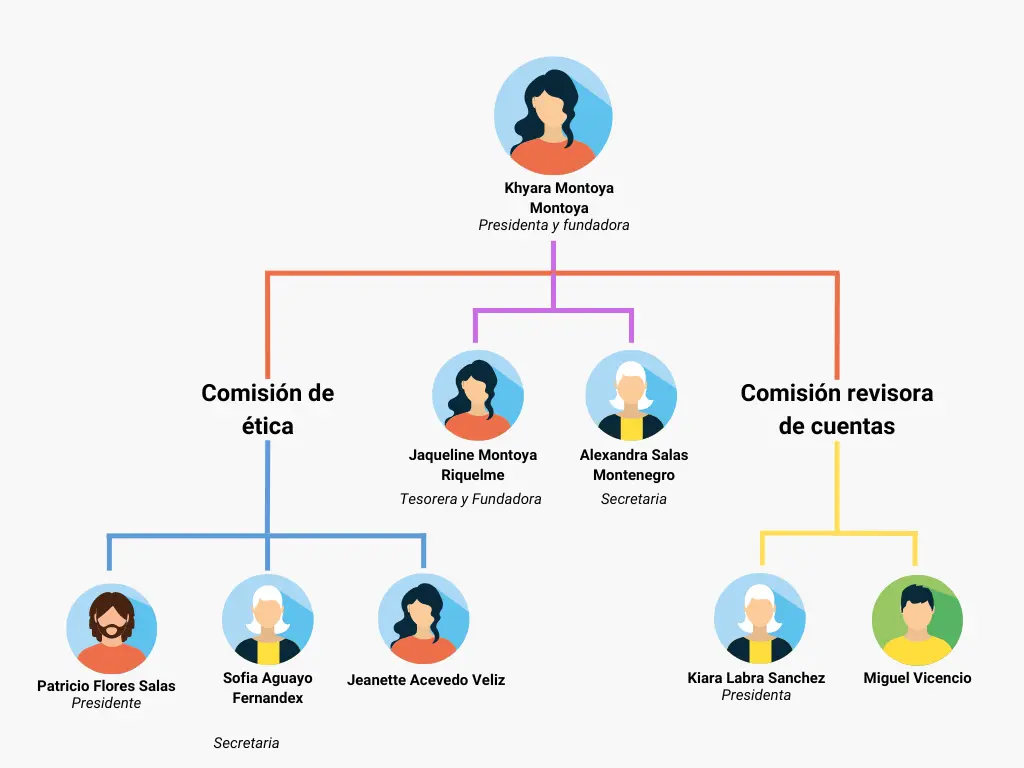 Khyara Montoya
Montoya
Presidenta y fundadora
Comisión de
ética
Jaqueline Montoya
Riquelme
Tesorera y Fundadora
Alexandra Salas
Montenegro
Secretaria
Comisión revisora
de cuentas
Patricio Flores Salas
Presidente
Sofia Aguayo
Fernandex
Secretaria
Jeanette Acevedo Veliz
Kiara Labra Sanchez
Presidenta
Miguel Vicencio